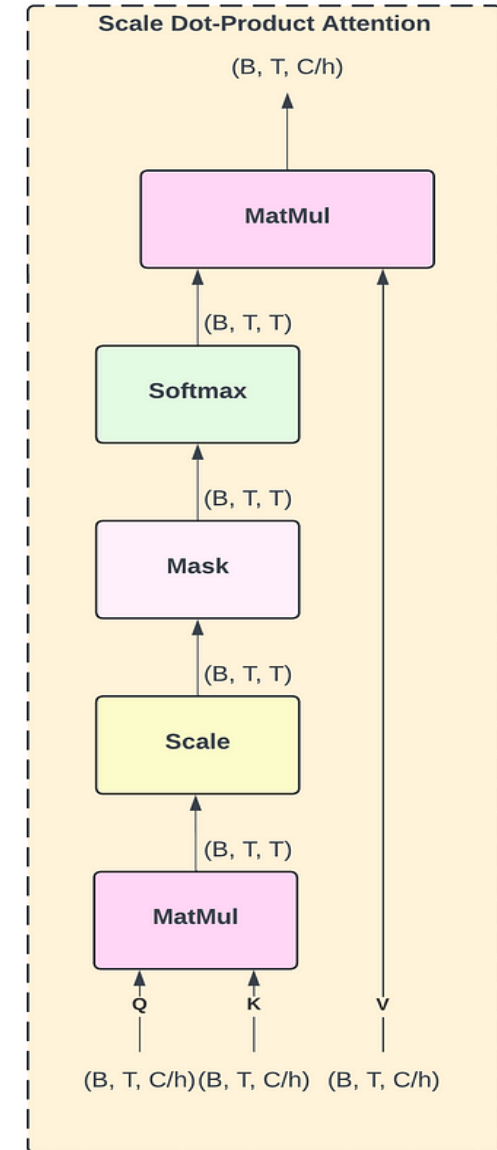 Scale Dot-Product Attention
(B, T, C/h)
MatMul
(B, T, T)
Softmax
(B, T, T)
Mask
(B, T, T)
Scale
(B, T, T)
MatMul
Q K V
(B, T, C/h) (B, T, C/h) (B, T, C/h)